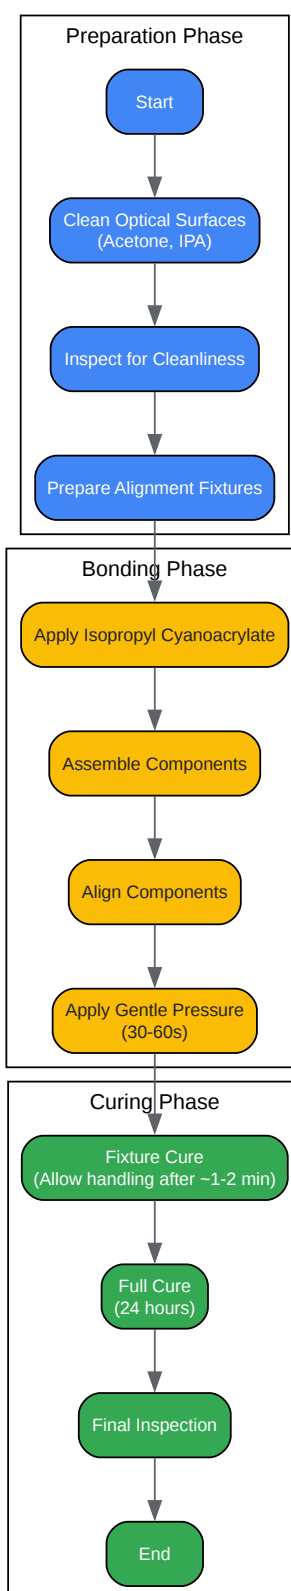 Preparation Phase
Start
Clean Optical Surfaces
(Acetone, IPA)
Inspect for Cleanliness
Prepare Alignment Fixtures
Bonding Phase
Apply Isopropyl Cyanoacrylate
Assemble Components
Align Components
Apply Gentle Pressure
(30-60s)
Curing Phase
Fixture Cure
(Allow handling after ~1-2 min)
Full Cure
(24 hours)
Final Inspection
End